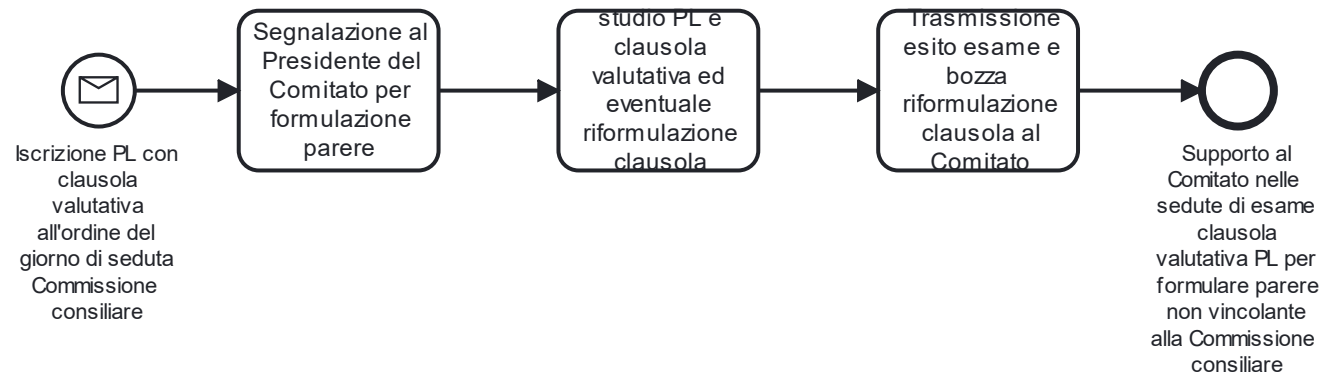 Iscrizione PL con
clausola
valutativa
all'ordine del
giorno di seduta
Commissione
consiliare
Segnalazione al
Presidente del
Comitato per
formulazione
parere
studio PL e
clausola
valutativa ed
eventuale
riformulazione
clausola
Trasmissione
esito esame e
bozza
riformulazione
clausola al
Comitato
Supporto al
Comitato nelle
sedute di esame
clausola
valutativa PL per
formulare parere
non vincolante
alla Commissione
consiliare